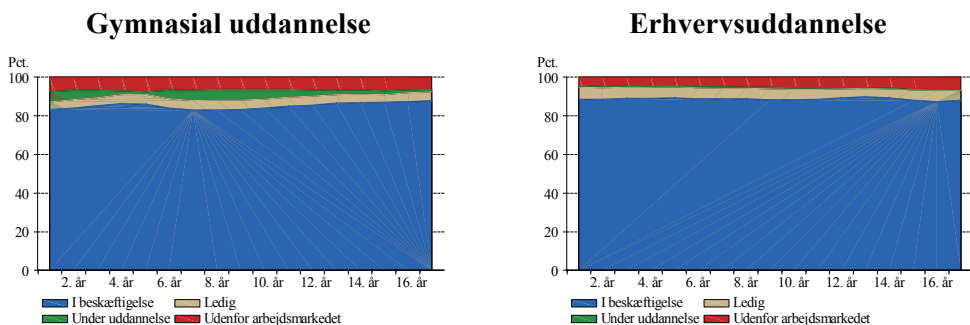 Gymnasial uddannelse
Pct.
100
80
60
40
20
0
2. år 4. år 6. år 8. år 10. år 12. år 14. år 16. år
I beskæftigelse Ledig
Under uddannelse Udenfor arbejdsmarkedet
Erhvervsuddannelse
Pct.
100
80
60
40
20
0
2. år 4. år 6. år 8. år 10. år 12. år 14. år 16. år
I beskæftigelse Ledig
Under uddannelse Udenfor arbejdsmarkedet